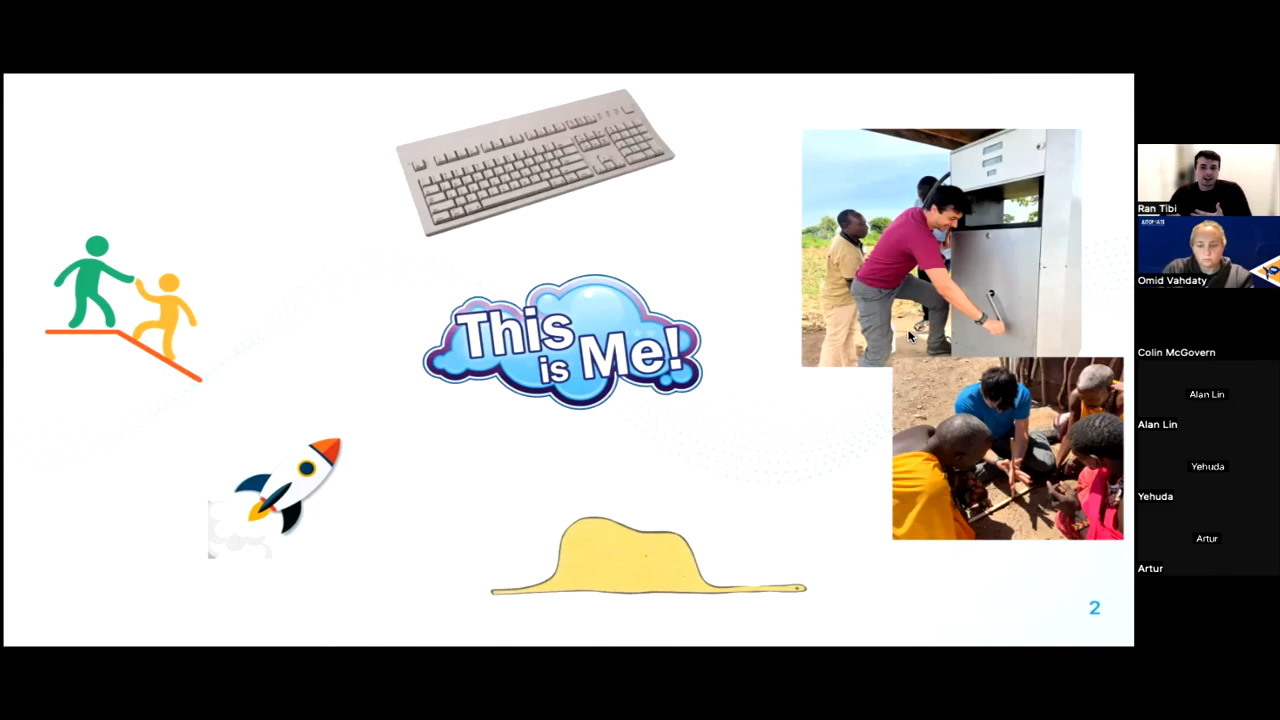 This
is Me!
2
Ran Tibi
Omid Vahdaty
Colin McGovern
Alan Lin
Alan Lin
Yehuda
Yehuda
Artur
Artur